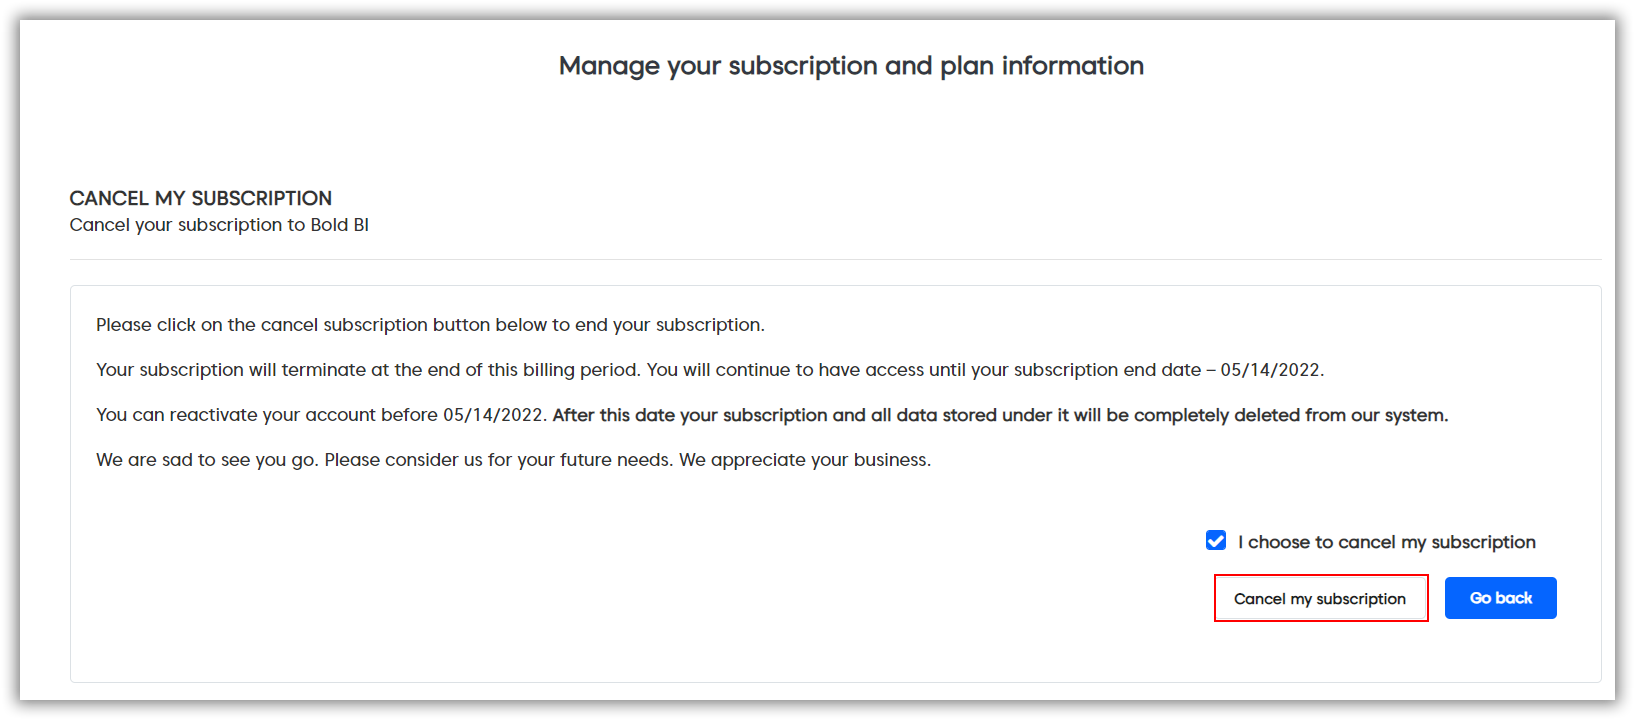 Manage your subscription and plan information
CANCEL MY SUBSCRIPTION
Cancel your subscription to Bold BI
Please click on the cancel subscription button below to end your subscription.
Your subscription will terminate at the end of this billing period. You will continue to have access until your subscription end date – 05/14/2022.
You can reactivate your account before 05/14/2022. After this date your subscription and all data stored under it will be completely deleted from our system.
We are sad to see you go. Please consider us for your future needs. We appreciate your business.
I choose to cancel my subscription
Cancel my subscription
Go back